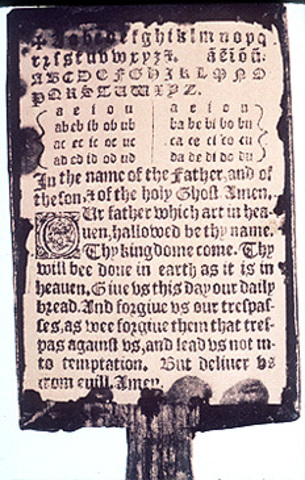 ✠ A a b c d e f g h i k l m n o p q
r ꝛ ſ s t u v w x y z &. ã ẽ ĩ õ ũ:
A B C D E F G H I K L M N O
P Q R S T U W X Y Z.
a e i o u a e i o u
ab eb ib ob ub ba be bi bo bu
ac ec ic oc uc ca ce ci co cu
ad ed id od ud da de di do du
In the name of the Father, and of
the ſon, & of the holy Ghoſt. Amen.
OUr father which art in hea-
uen, hallowed be thy name.
Thy kingdome come. Thy
will bee done in earth as it is in
heauen. Giue vs this day our daily
bread. And forgiue vs our treſpaſ-
ſes, as wee forgiue them that treſ-
pas againſt vs, and lead vs not in-
to temptation. But deliuer vs
from euill. Amen.